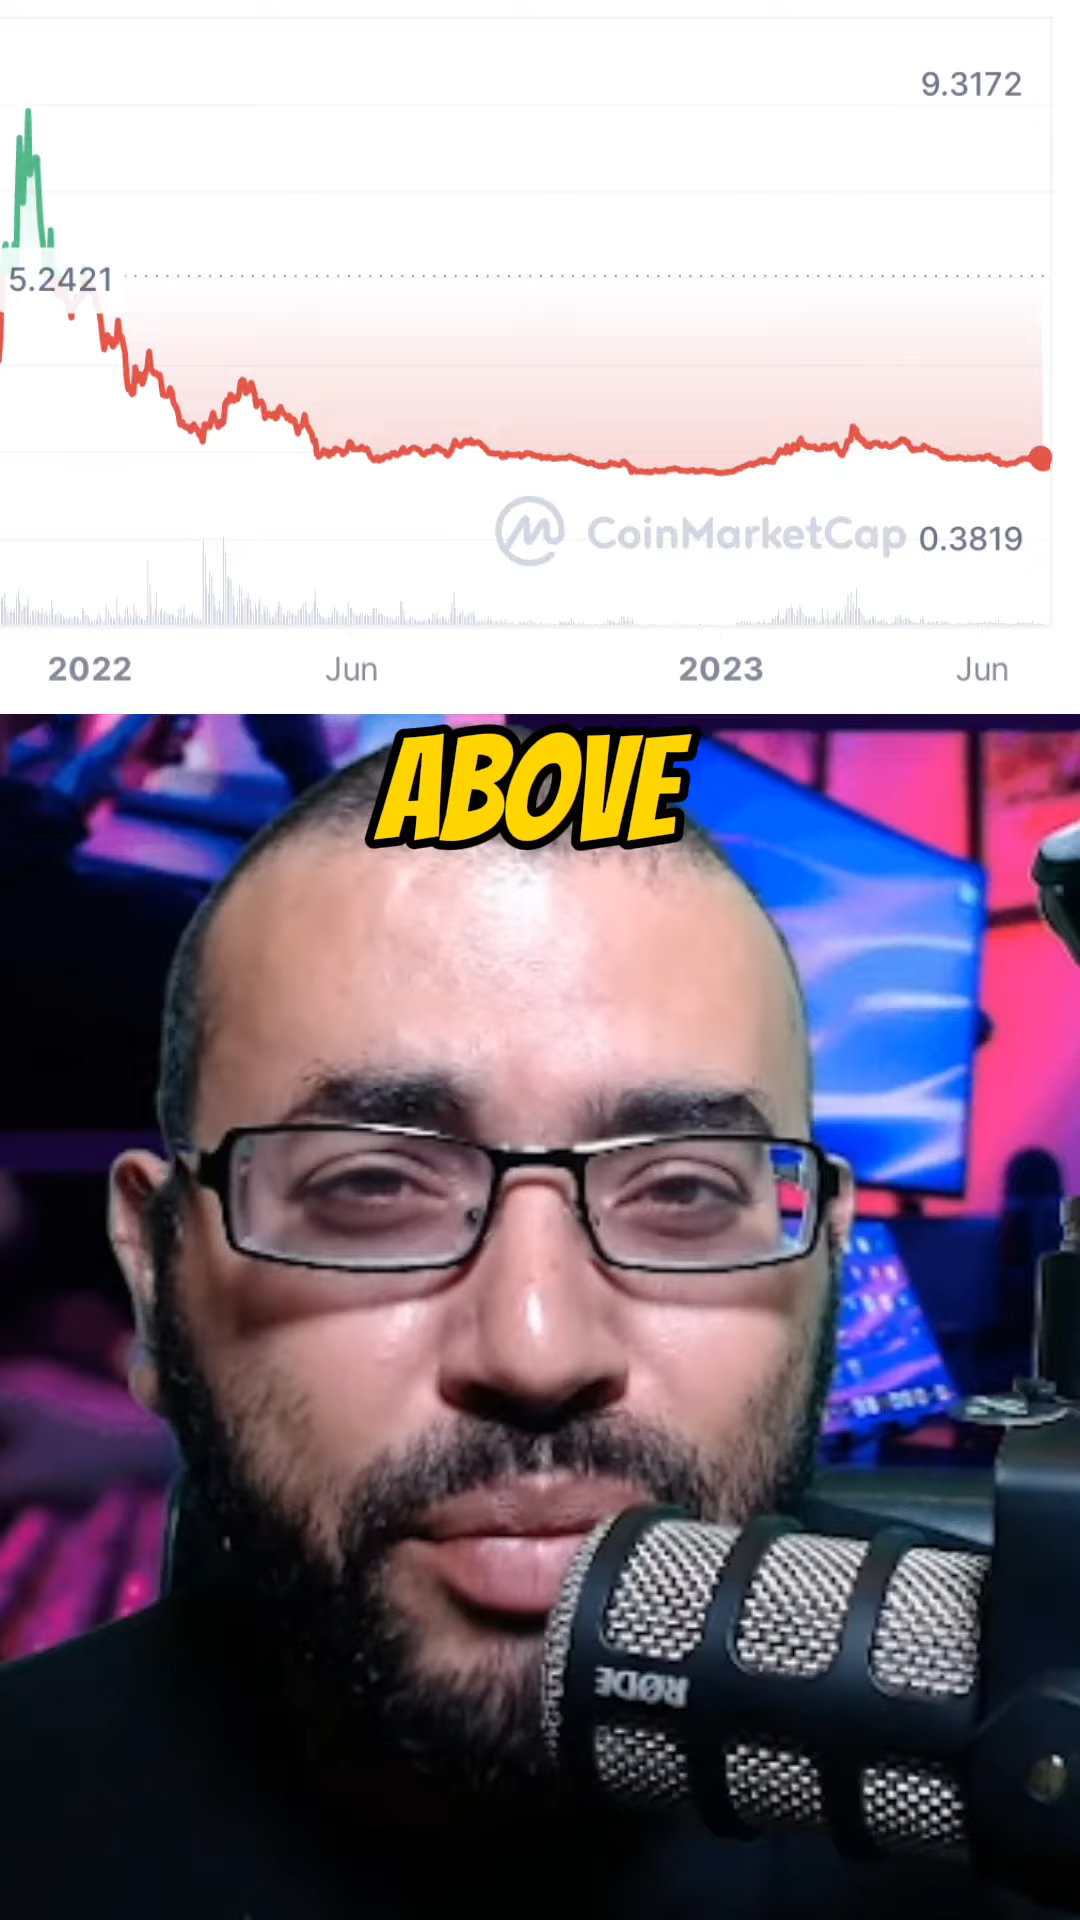 9.3172
5.2421
CoinMarketCap
0.3819
2022 Jun 2023 Jun
ABOVE
RØDE